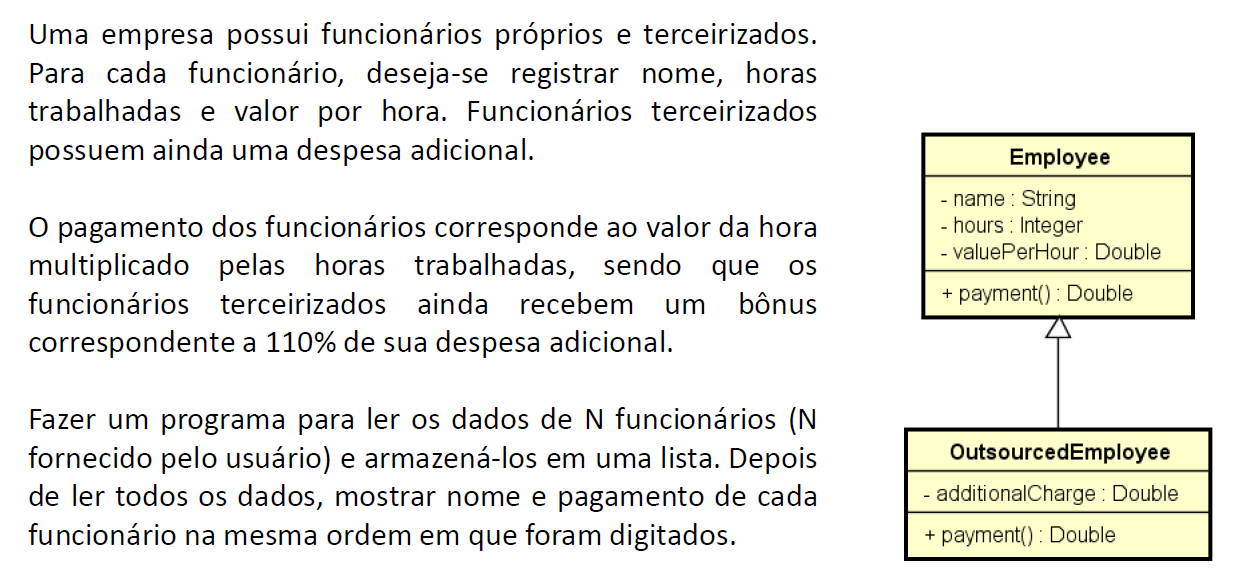 Uma empresa possui funcionários próprios e terceirizados.
Para cada funcionário, deseja-se registrar nome, horas
trabalhadas e valor por hora. Funcionários terceirizados
possuem ainda uma despesa adicional.
O pagamento dos funcionários corresponde ao valor da hora
multiplicado pelas horas trabalhadas, sendo que os
funcionários terceirizados ainda recebem um bônus
correspondente a 110% de sua despesa adicional.
Fazer um programa para ler os dados de N funcionários (N
fornecido pelo usuário) e armazená-los em uma lista. Depois
de ler todos os dados, mostrar nome e pagamento de cada
funcionário na mesma ordem em que foram digitados.
Employee
- name : String
- hours : Integer
- valuePerHour : Double
+ payment() : Double
OutsourcedEmployee
- additionalCharge : Double
+ payment() : Double